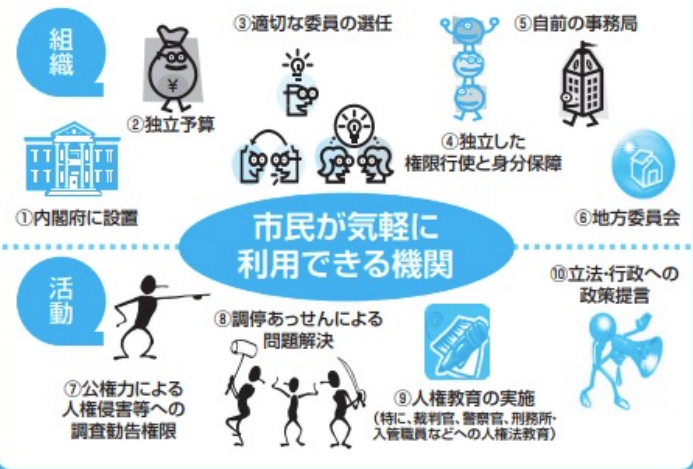 組織
①内閣府に設置
②独立予算
¥
③適切な委員の選任
④独立した
権限行使と身分保障
⑤自前の事務局
⑥地方委員会
市民が気軽に
利用できる機関
活動
⑦公権力による
人権侵害等への
調査勧告権限
⑧調停あっせんによる
問題解決
⑨人権教育の実施
(特に、裁判官、警察官、刑務所・
入管職員などへの人権法教育)
⑩立法・行政への
政策提言